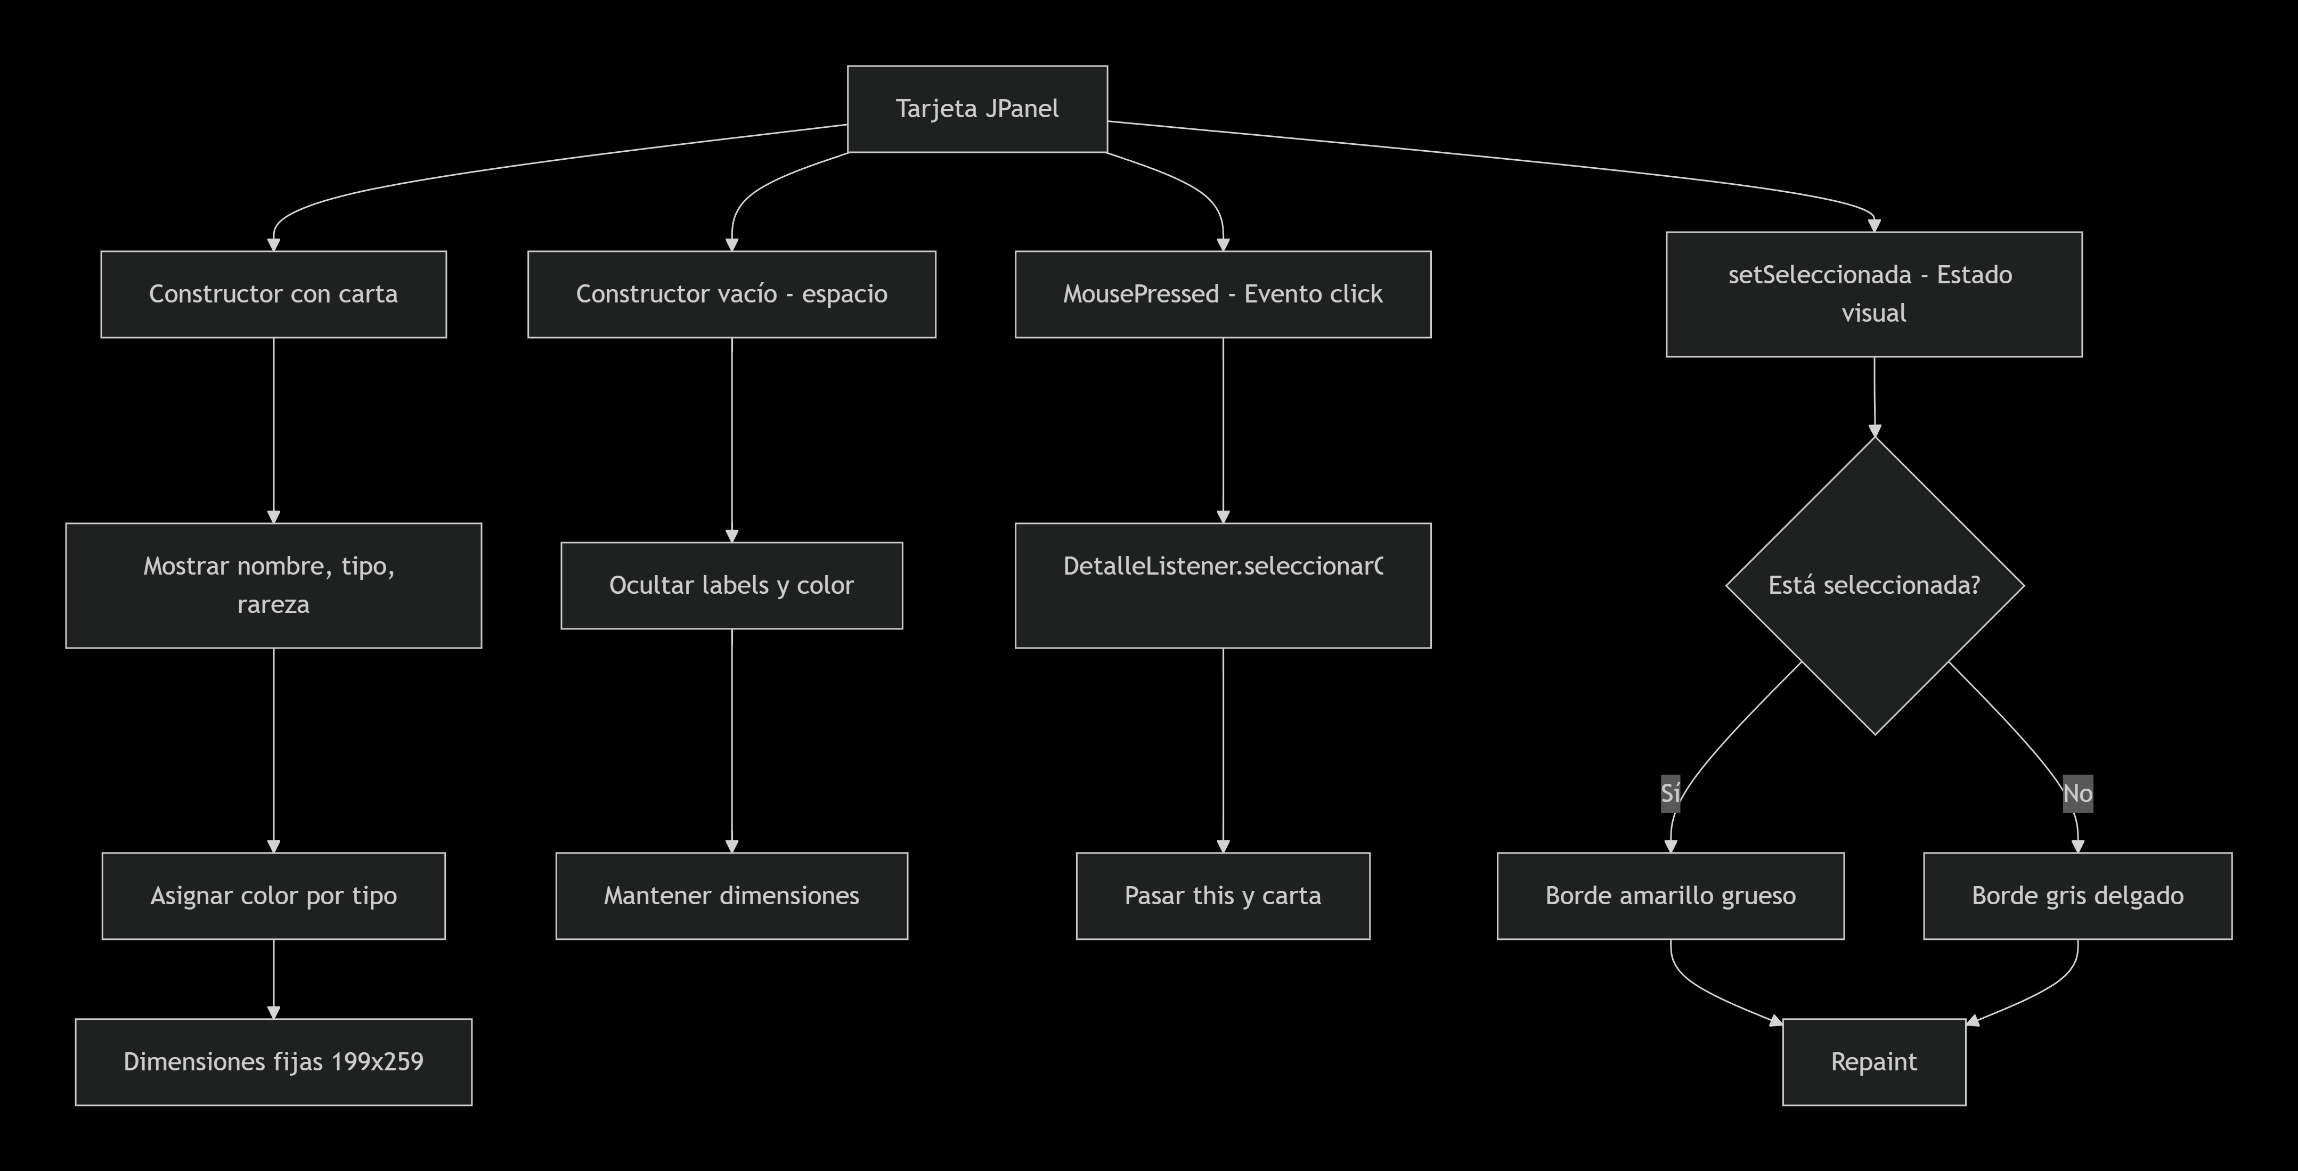 Tarjeta JPanel
Constructor con carta
Constructor vacío - espacio
MousePressed - Evento click
setSeleccionada - Estado
visual
Mostrar nombre, tipo,
rareza
Ocultar labels y color
DetalleListener.seleccionarC
Está seleccionada?
Sí
No
Asignar color por tipo
Mantener dimensiones
Pasar this y carta
Borde amarillo grueso
Borde gris delgado
Dimensiones fijas 199x259
Repaint